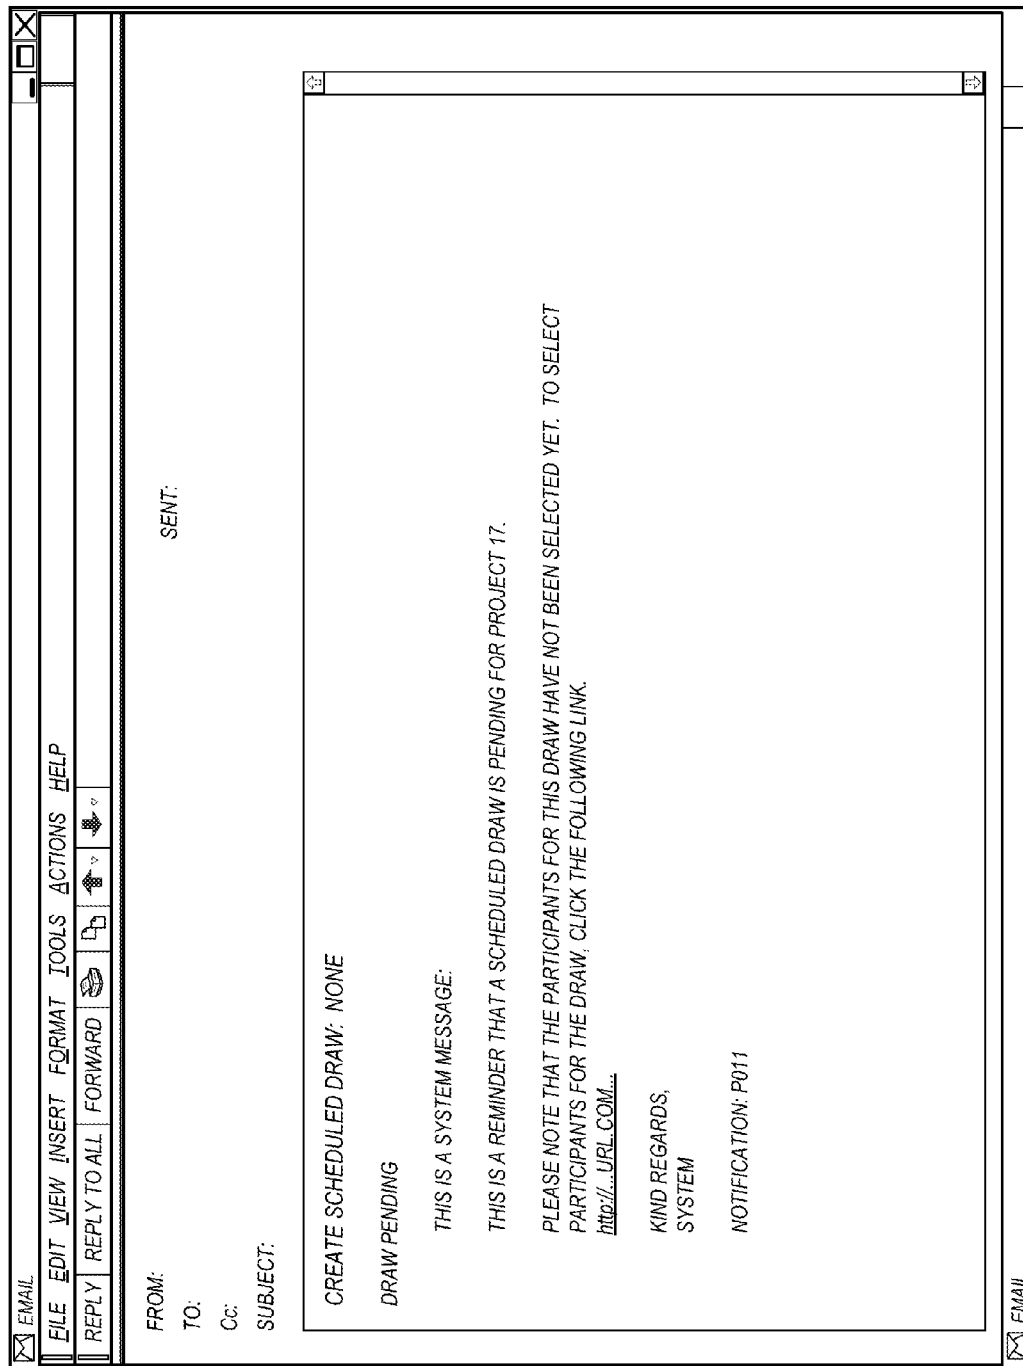 EMAIL
FILE EDIT VIEW INSERT FORMAT TOOLS ACTIONS HELP
REPLY REPLY TO ALL FORWARD
FROM:
SENT:
TO:
Cc:
SUBJECT:
CREATE SCHEDULED DRAW: NONE
DRAW PENDING
THIS IS A SYSTEM MESSAGE:
THIS IS A REMINDER THAT A SCHEDULED DRAW IS PENDING FOR PROJECT 17.
PLEASE NOTE THAT THE PARTICIPANTS FOR THIS DRAW HAVE NOT BEEN SELECTED YET. TO SELECT
PARTICIPANTS FOR THE DRAW, CLICK THE FOLLOWING LINK.
http://...URL.COM...
KIND REGARDS,
SYSTEM
NOTIFICATION: P011
EMAIL